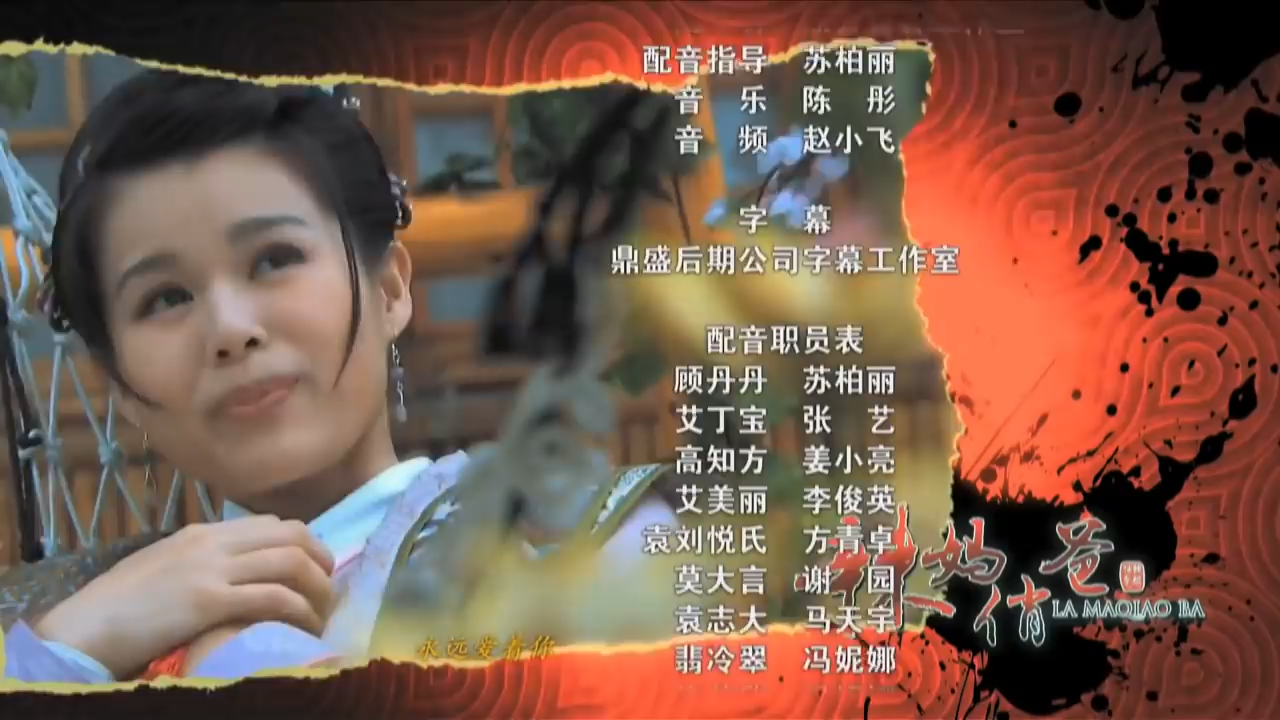 配音指导 苏柏丽
音 乐 陈 彤
音 频 赵小飞
字 幕
鼎盛后期公司字幕工作室
配音职员表
顾丹丹 苏柏丽
艾丁宝 张 艺
高知方 姜小亮
艾美丽 李俊英
袁刘悦氏 方青卓
莫大言 谢 园
袁志大 马天宇
翡冷翠 冯妮娜
辣妈俏爸
LA MAQIAO BA
永远爱着你